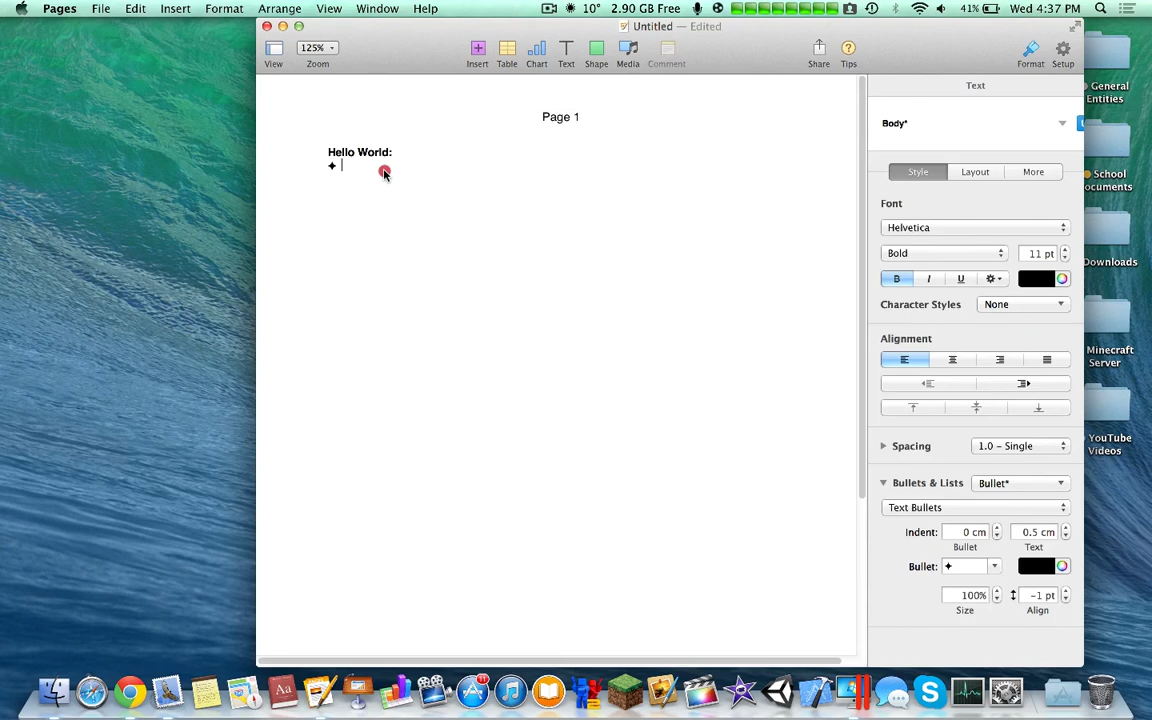 Pages File Edit Insert Format Arrange View Window Help 10° 2.90 GB Free 41% Wed 4:37 PM
Untitled — Edited
125%
View Zoom Insert Table Chart Text Shape Media Comment Share Tips Format Setup
Text
Body*
Page 1
Hello World:
✦
Style Layout More
Font
Helvetica
Bold 11 pt
B I U
Character Styles None
Alignment
Spacing 1.0 – Single
Bullets & Lists Bullet*
Text Bullets
Indent: 0 cm 0.5 cm
Bullet Text
Bullet: ✦
100% -1 pt
Size Align
General
Entities
School
ocuments
Downloads
Minecraft
Server
YouTube
Videos
11
Aa